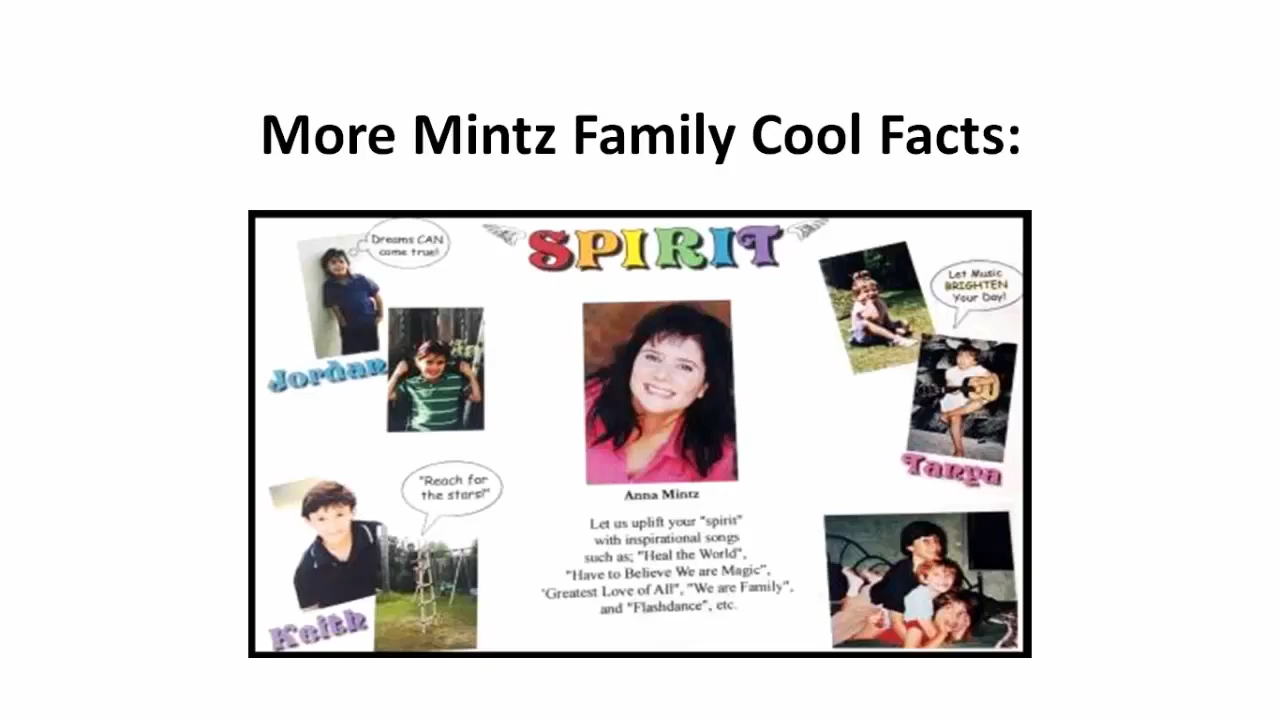 More Mintz Family Cool Facts:
SPIRIT
Dreams CAN
come true!
Jordan
Let Music
BRIGHTEN
Your Day!
Tanya
"Reach for
the stars!"
Keith
Anna Mintz
Let us uplift your "spirit"
with inspirational songs
such as; "Heal the World",
"Have to Believe We are Magic",
"Greatest Love of All", "We are Family",
and "Flashdance", etc.